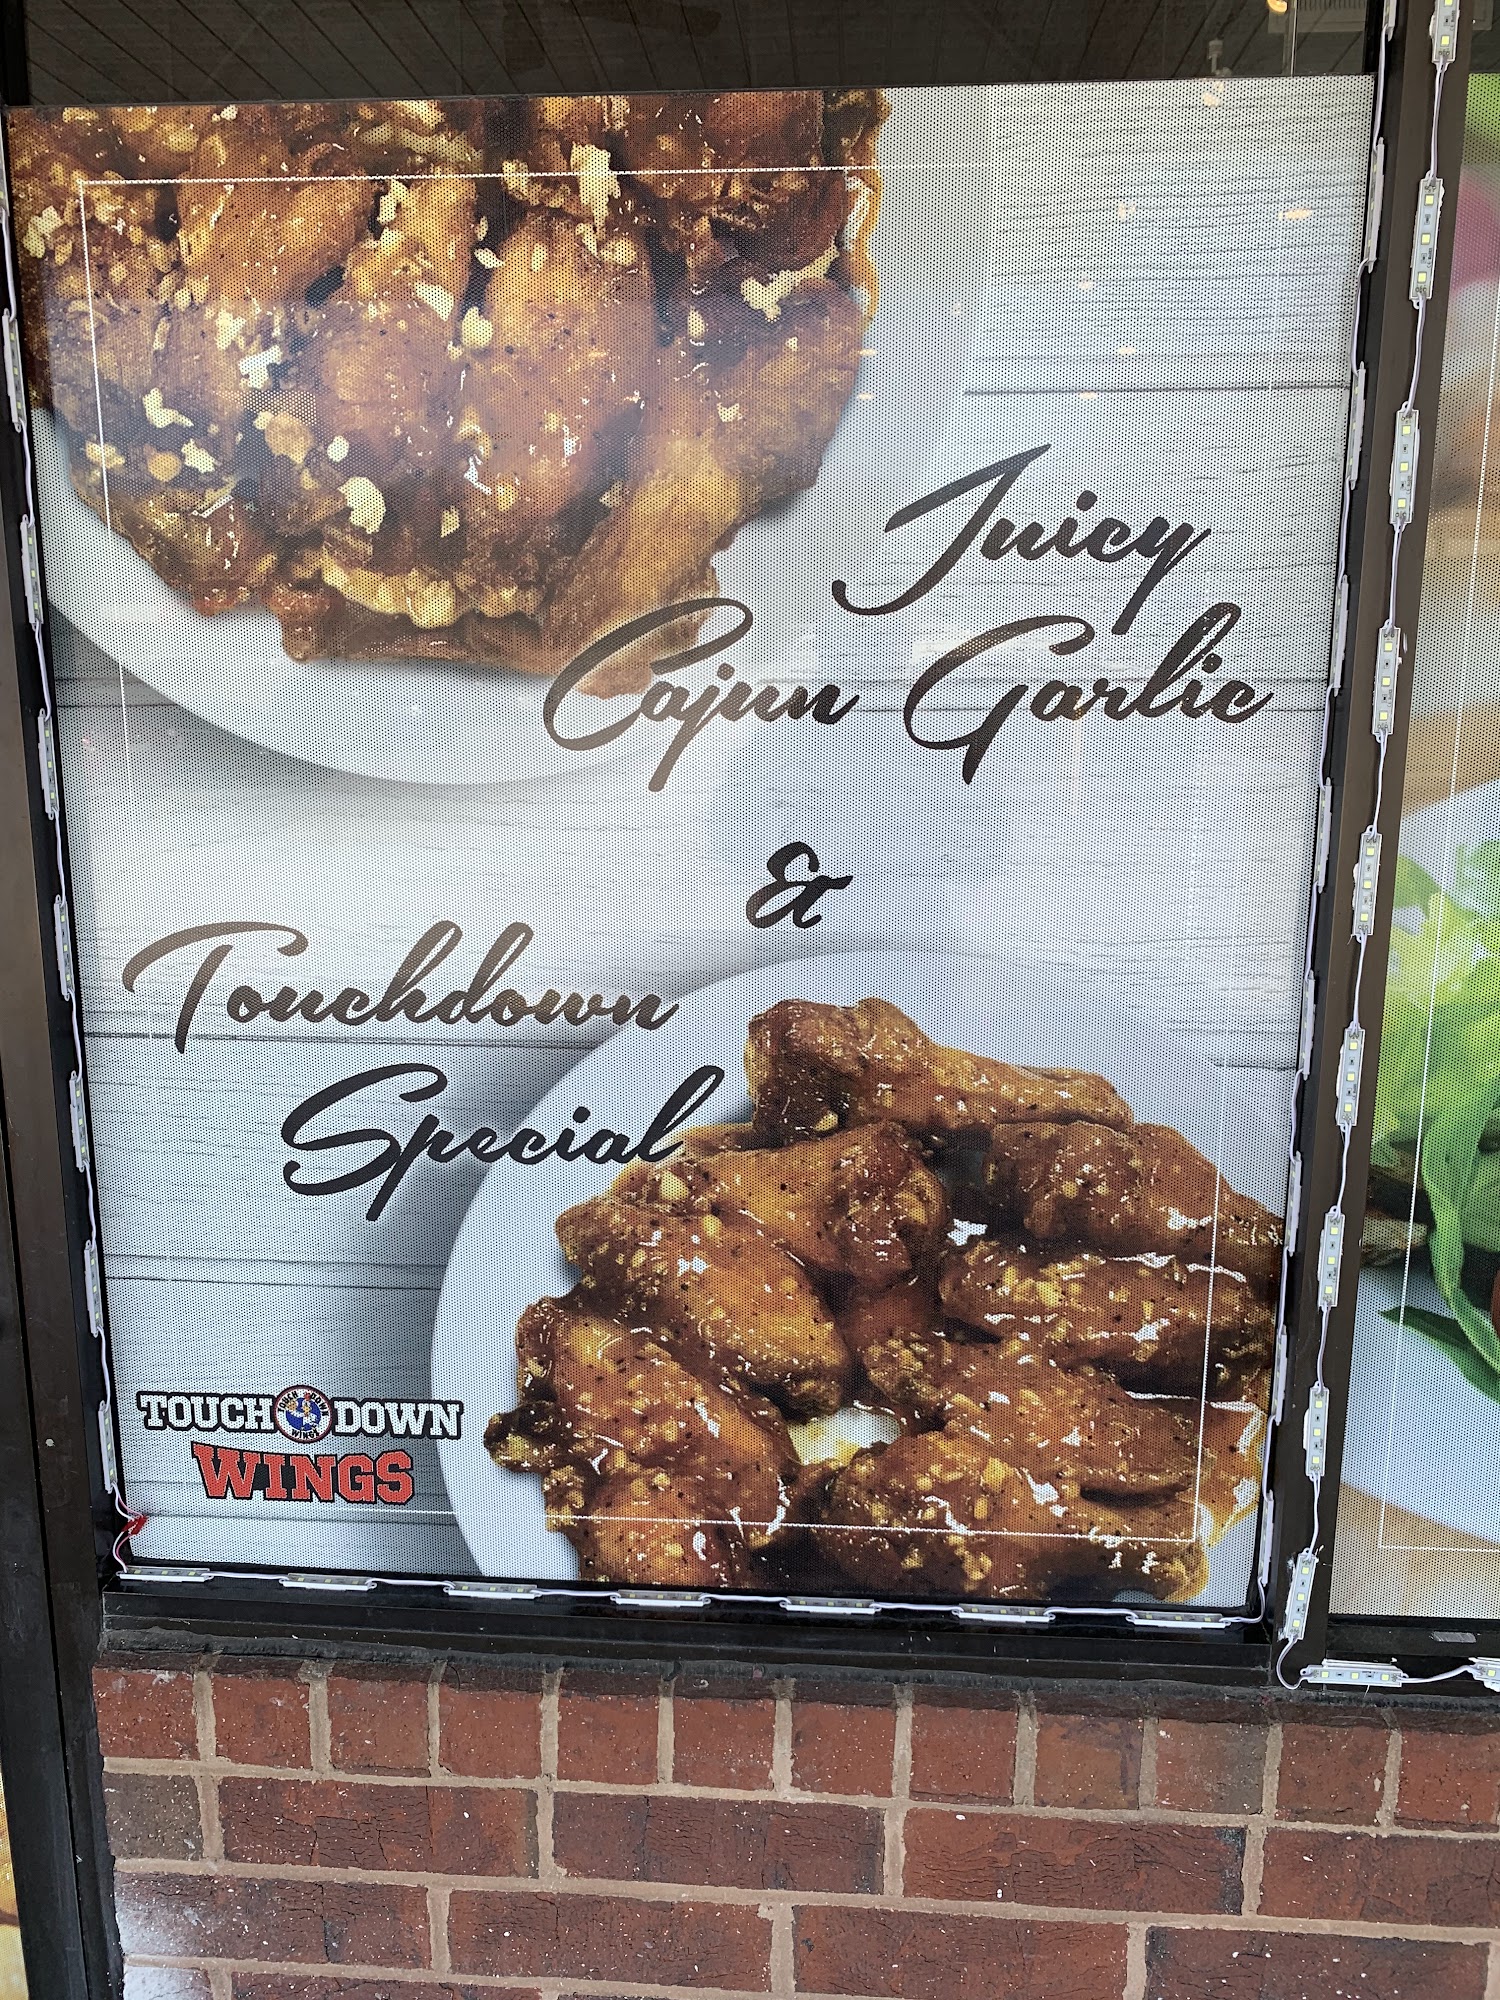 Juicy
Cajun Garlic
&
Touchdown
Special
TOUCH DOWN
WINGS